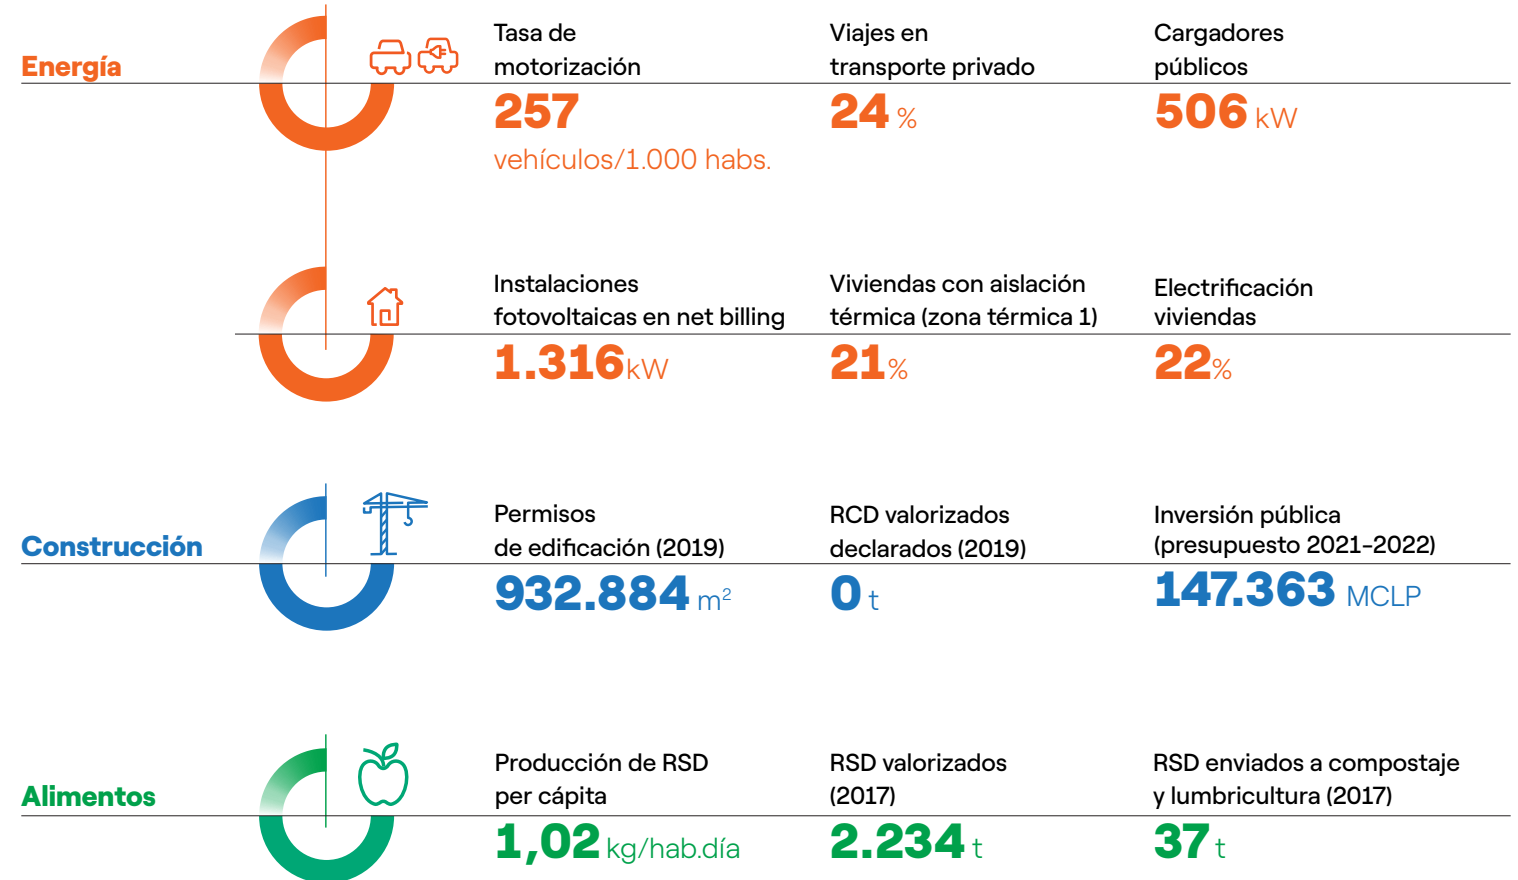 Energía
Tasa de
motorización
257
vehículos/1.000 habs.
Viajes en
transporte privado
24 %
Cargadores
públicos
506 kW
Instalaciones
fotovoltaicas en net billing
1.316 kW
Viviendas con aislación
térmica (zona térmica 1)
21%
Electrificación
viviendas
22%
Construcción
Permisos
de edificación (2019)
932.884 m²
RCD valorizados
declarados (2019)
0 t
Inversión pública
(presupuesto 2021-2022)
147.363 MCLP
Alimentos
Producción de RSD
per cápita
1,02 kg/hab.día
RSD valorizados
(2017)
2.234 t
RSD enviados a compostaje
y lumbricultura (2017)
37 t